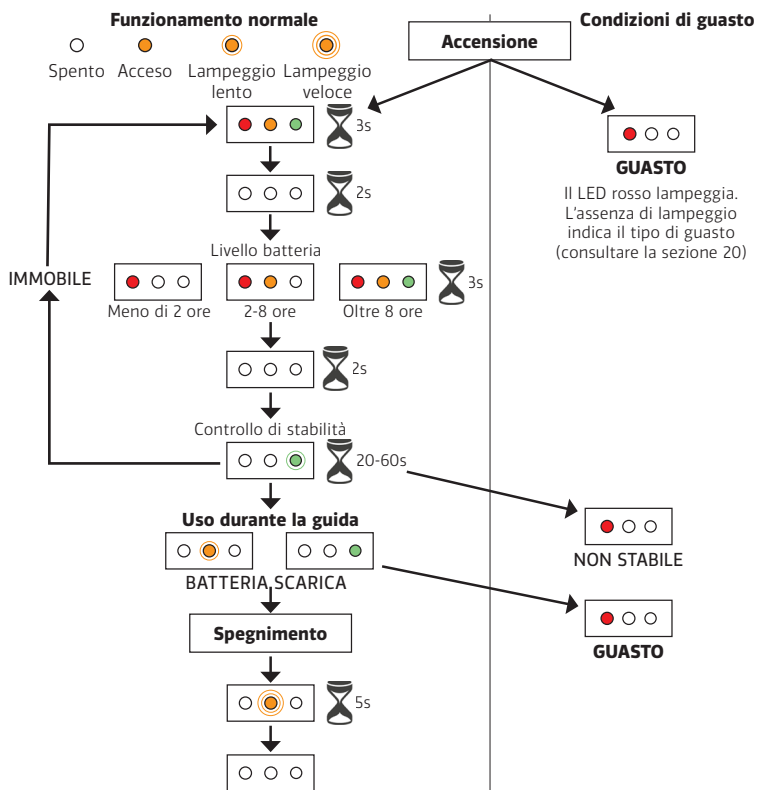 Funzionamento normale
Condizioni di guasto
Accensione
Spento
Acceso
Lampeggio
lento
Lampeggio
veloce
3s
GUASTO
Il LED rosso lampeggia.
L'assenza di lampeggio
indica il tipo di guasto
(consultare la sezione 20)
2s
Livello batteria
IMMOBILE
3s
Meno di 2 ore
2-8 ore
Oltre 8 ore
2s
Controllo di stabilità
20-60s
Uso durante la guida
NON STABILE
BATTERIA SCARICA
Spegnimento
GUASTO
5s